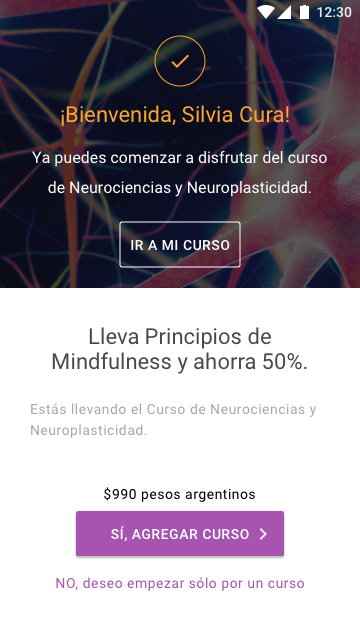 12:30
¡Bienvenida, Silvia Cura!
Ya puedes comenzar a disfrutar del curso
de Neurociencias y Neuroplasticidad.
IR A MI CURSO
Lleva Principios de
Mindfulness y ahorra 50%.
Estás llevando el Curso de Neurociencias y
Neuroplasticidad.
$990 pesos argentinos
SÍ, AGREGAR CURSO
NO, deseo empezar sólo por un curso